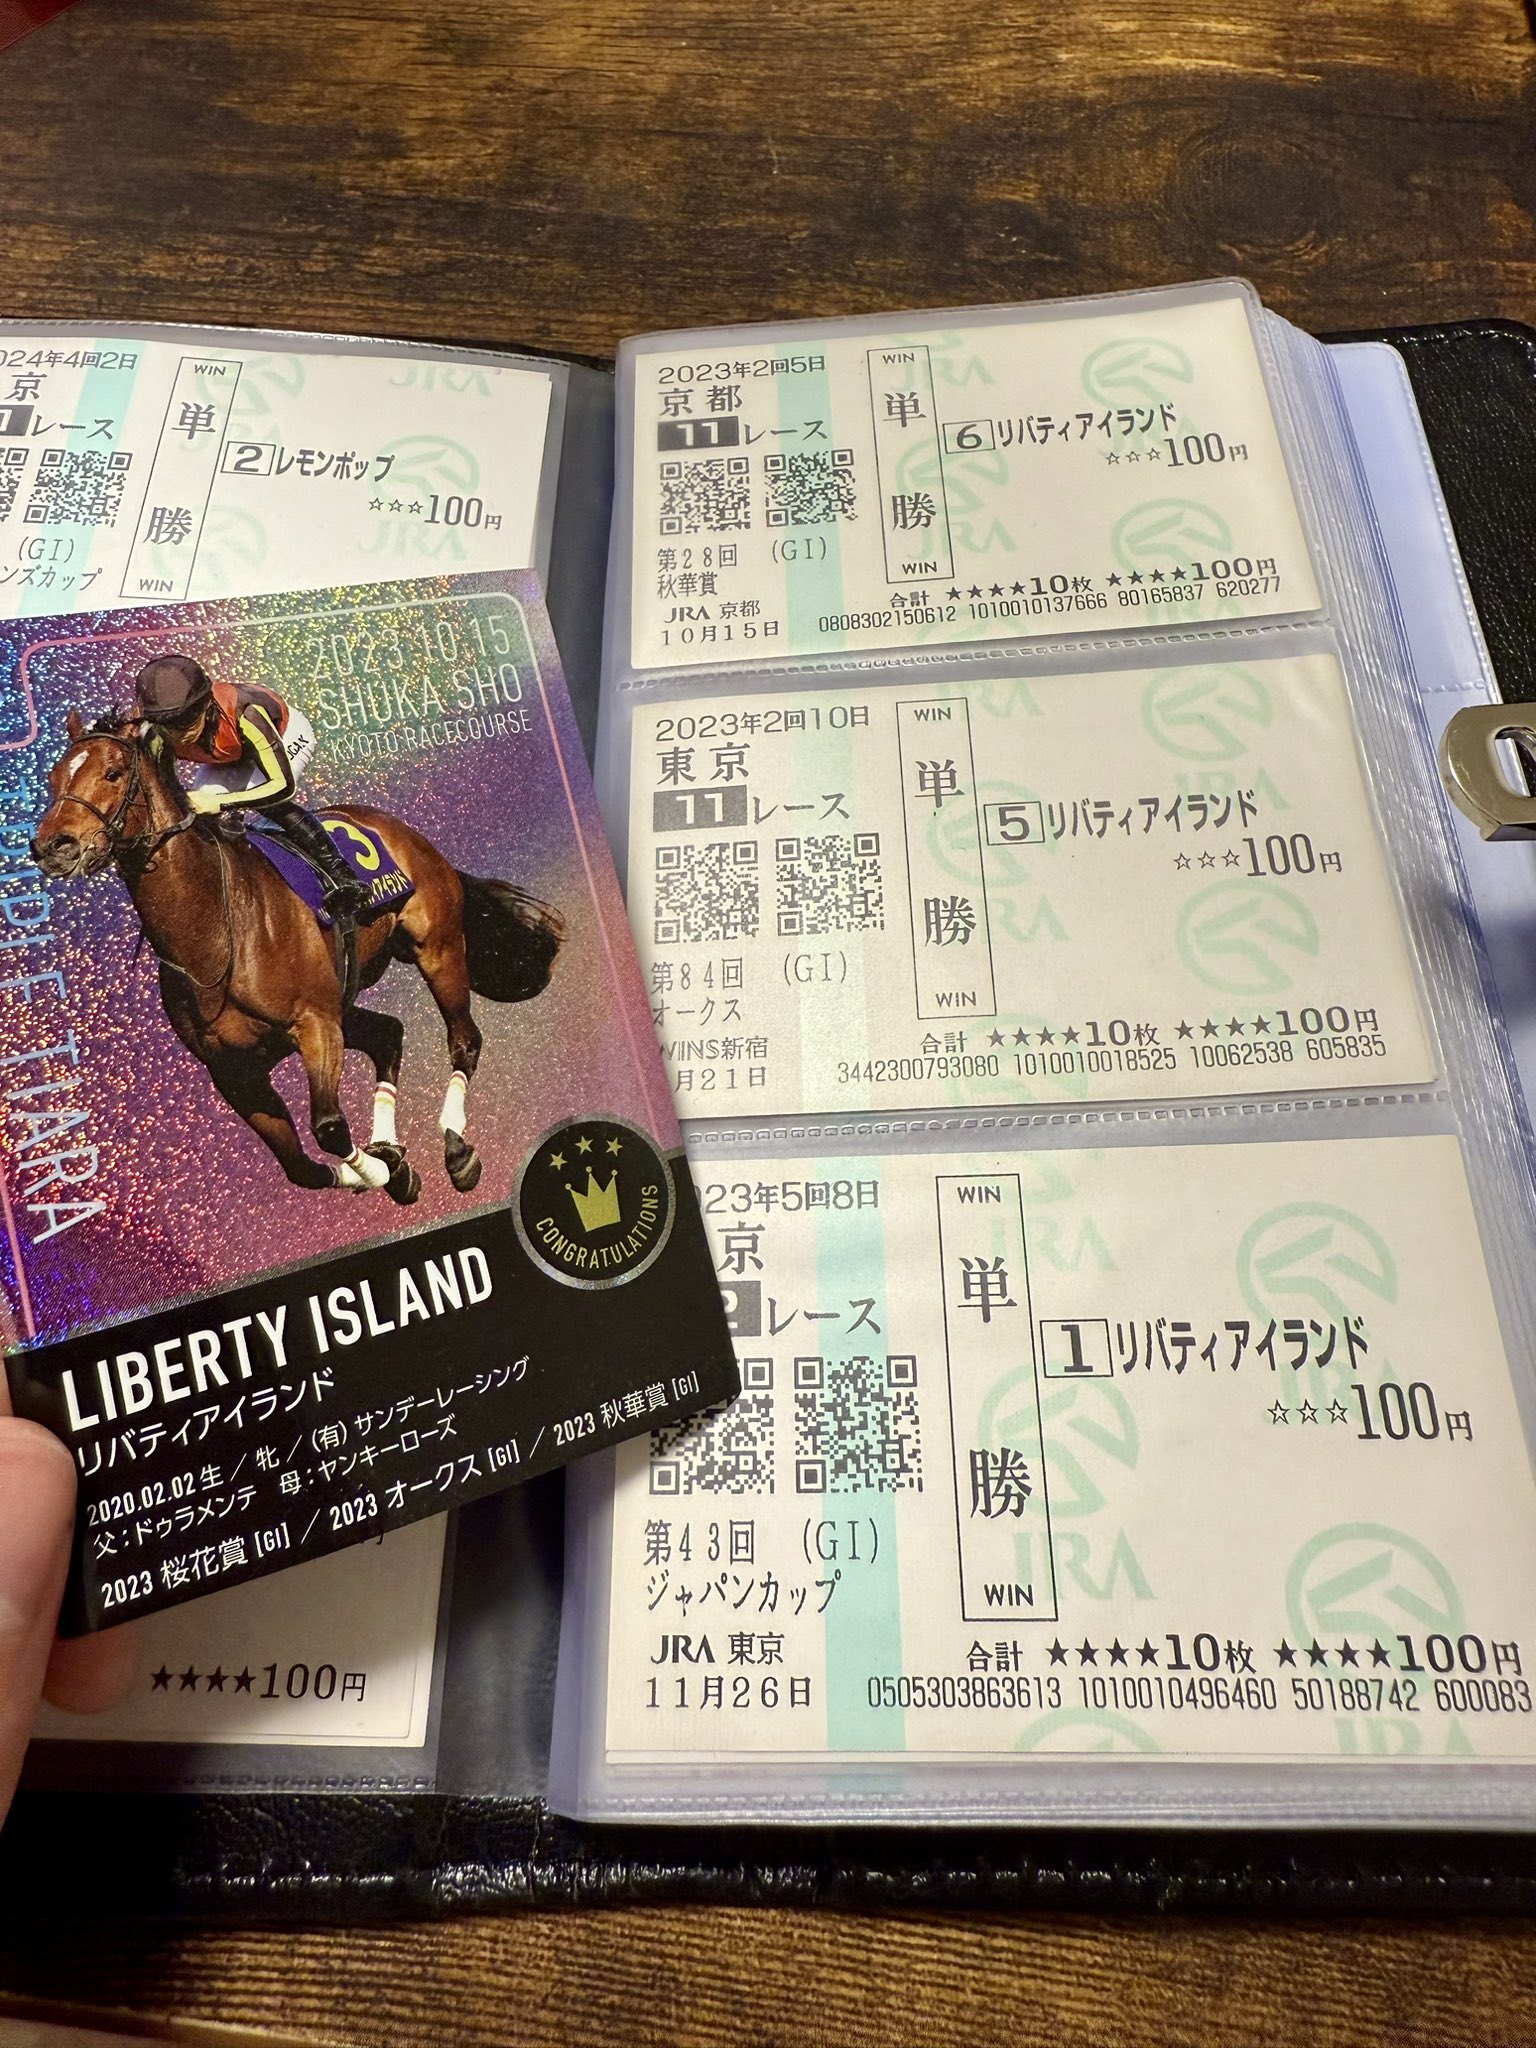 024年4回2日
京
1レース
(GI)
ンズカップ
WIN
単
勝
WIN
2 レモンポップ
☆☆☆100円
★★★★100円
2023.10.15
SHUKA SHO
KYOTO RACECOURSE
TRIPLE TIARA
3
CONGRATULATIONS
LIBERTY ISLAND
リバティアイランド
2020.02.02生 / 牝 / (有)サンデーレーシング
父:ドゥラメンテ 母:ヤンキーローズ
2023 桜花賞[GI] / 2023 オークス[GI] / 2023 秋華賞[GI]
2023年2回5日
京都
11レース
第28回 (GI)
秋華賞
JRA 京都
10月15日
WIN
単
勝
WIN
6 リバティアイランド
☆☆☆100円
合計 ★★★★10枚 ★★★★100円
0808302150612 1010010137666 80165837 620277
2023年2回10日
東京
11レース
第84回 (GI)
オークス
WINS新宿
月21日
WIN
単
勝
WIN
5 リバティアイランド
☆☆☆100円
合計 ★★★★10枚 ★★★★100円
3442300793080 1010010018525 10062538 605835
023年5回8日
京
2レース
第43回 (GI)
ジャパンカップ
JRA 東京
11月26日
WIN
単
勝
WIN
1 リバティアイランド
☆☆☆100円
合計 ★★★★10枚 ★★★★100円
0505303863613 1010010496460 50188742 600083